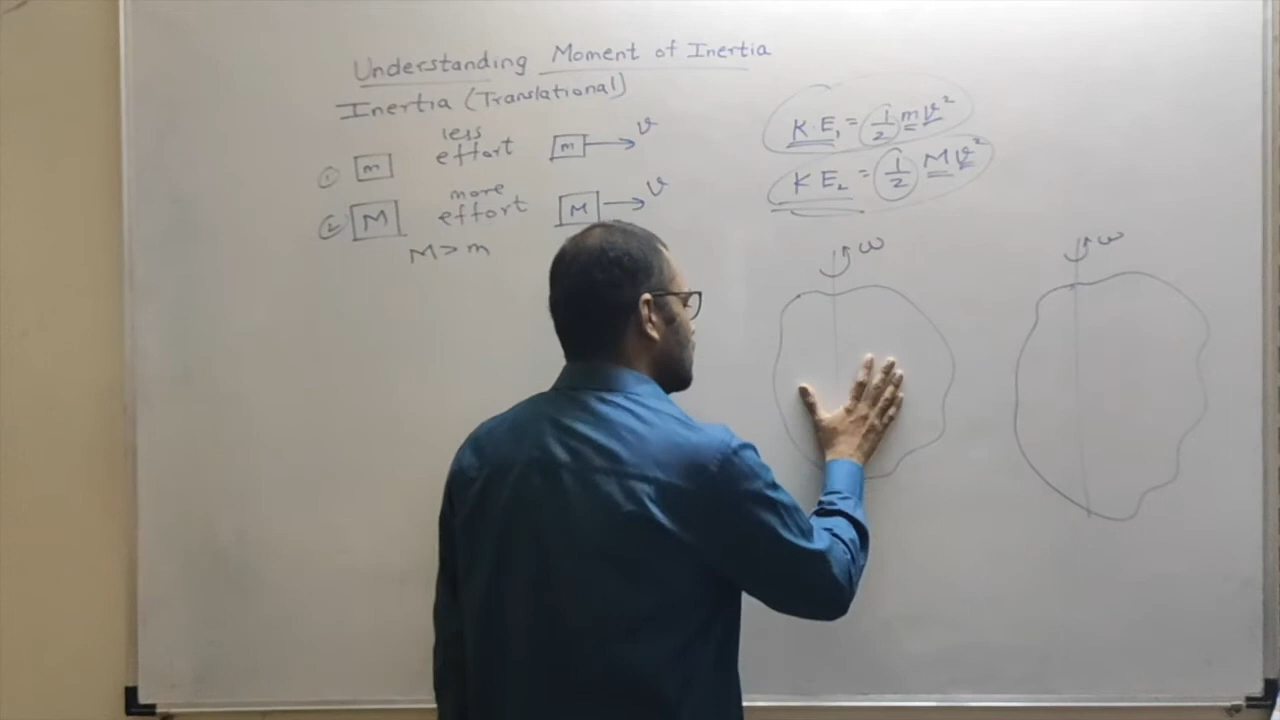 Understanding Moment of Inertia
Inertia (Translational)
① m less effort m v
② M more effort M v
M > m
K.E₁ = 1/2 m v²
KE₂ = 1/2 M v²
ω
ω